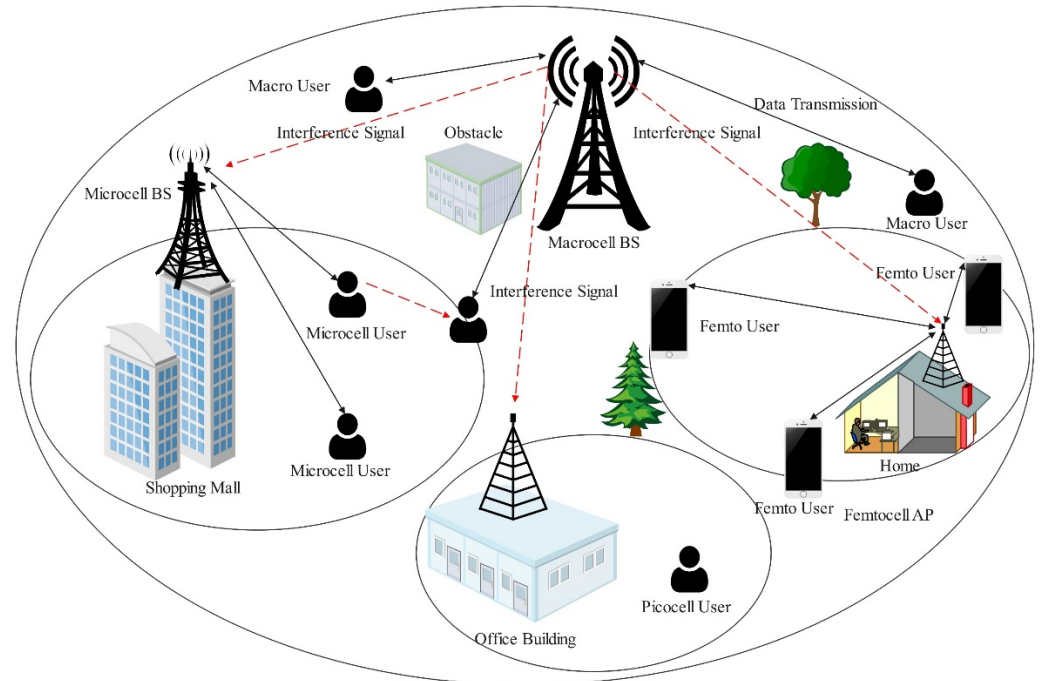 Macro User
Data Transmission
Interference Signal
Obstacle
Interference Signal
Microcell BS
Macrocell BS
Macro User
Femto User
Interference Signal
Microcell User
Femto User
Microcell User
Home
Shopping Mall
Femto User
Femtocell AP
Picocell User
Office Building